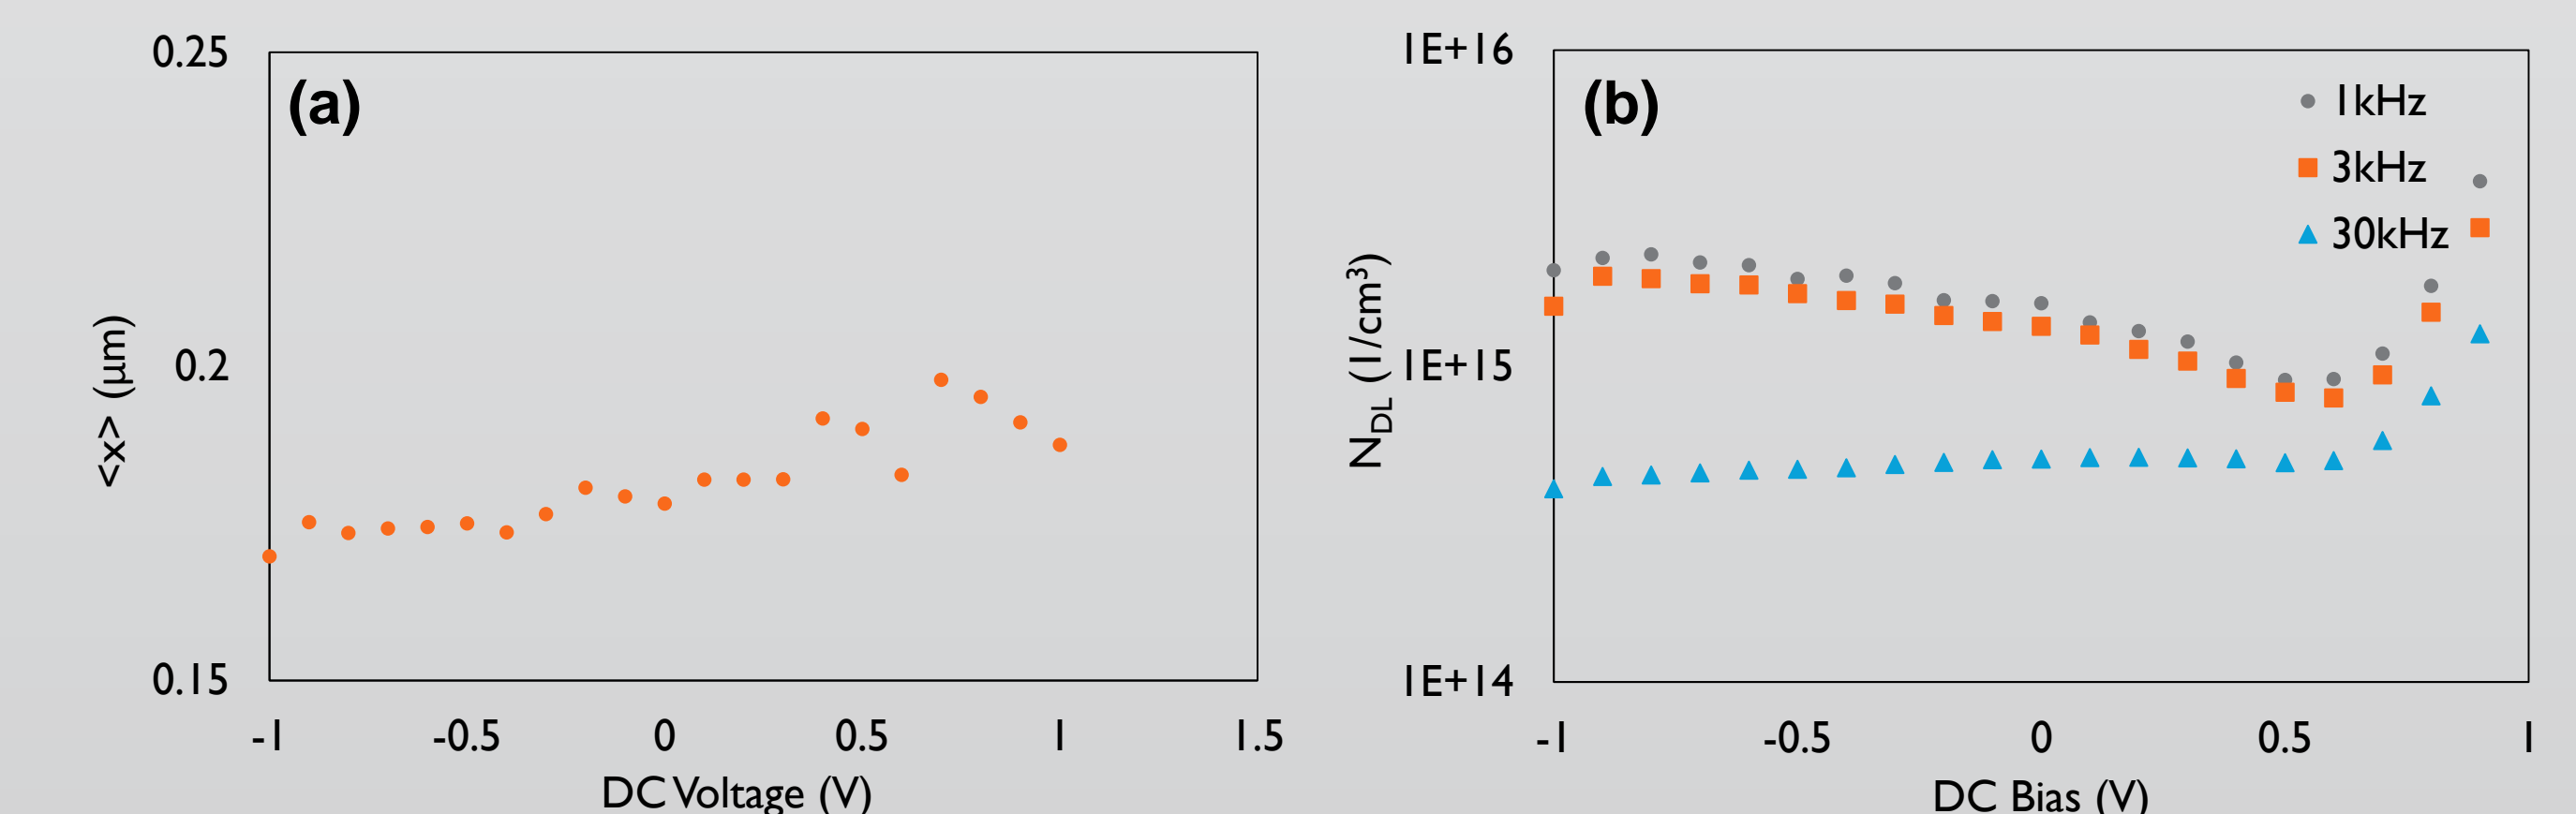 (a)
0.25
0.2
0.15
<x> (µm)
-1 -0.5 0 0.5 1 1.5
DC Voltage (V)
(b)
1E+16
1E+15
1E+14
N_DL (1/cm³)
1kHz
3kHz
30kHz
-1 -0.5 0 0.5 1
DC Bias (V)